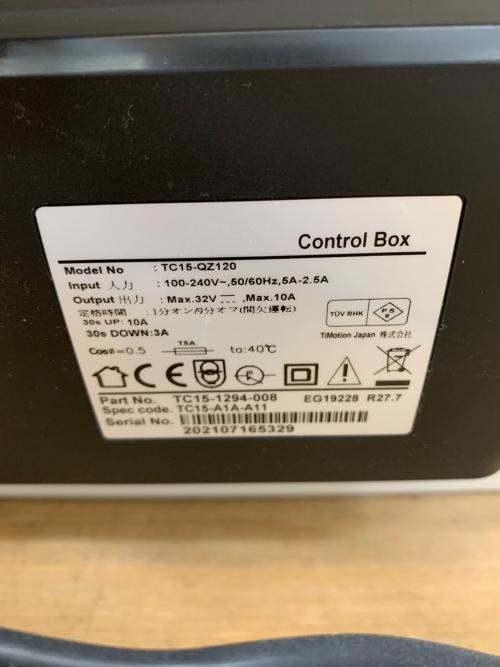 Control Box
Model No : TC15-QZ120
Input 入力 : 100-240V~,50/60Hz,5A-2.5A
Output 出力 : Max.32V ,Max.10A
定格時間 : 1分オン/9分オフ(間欠運転)
30s UP: 10A
30s DOWN:3A
TÜV RHK
P S E
TiMotion Japan 株式会社
Cosø=0.5 T5A ta:40℃
CE
Part No. TC15-1294-008 EG19228 R27.7
Spec code. TC15-A1A-A11
Serial No.
202107165329